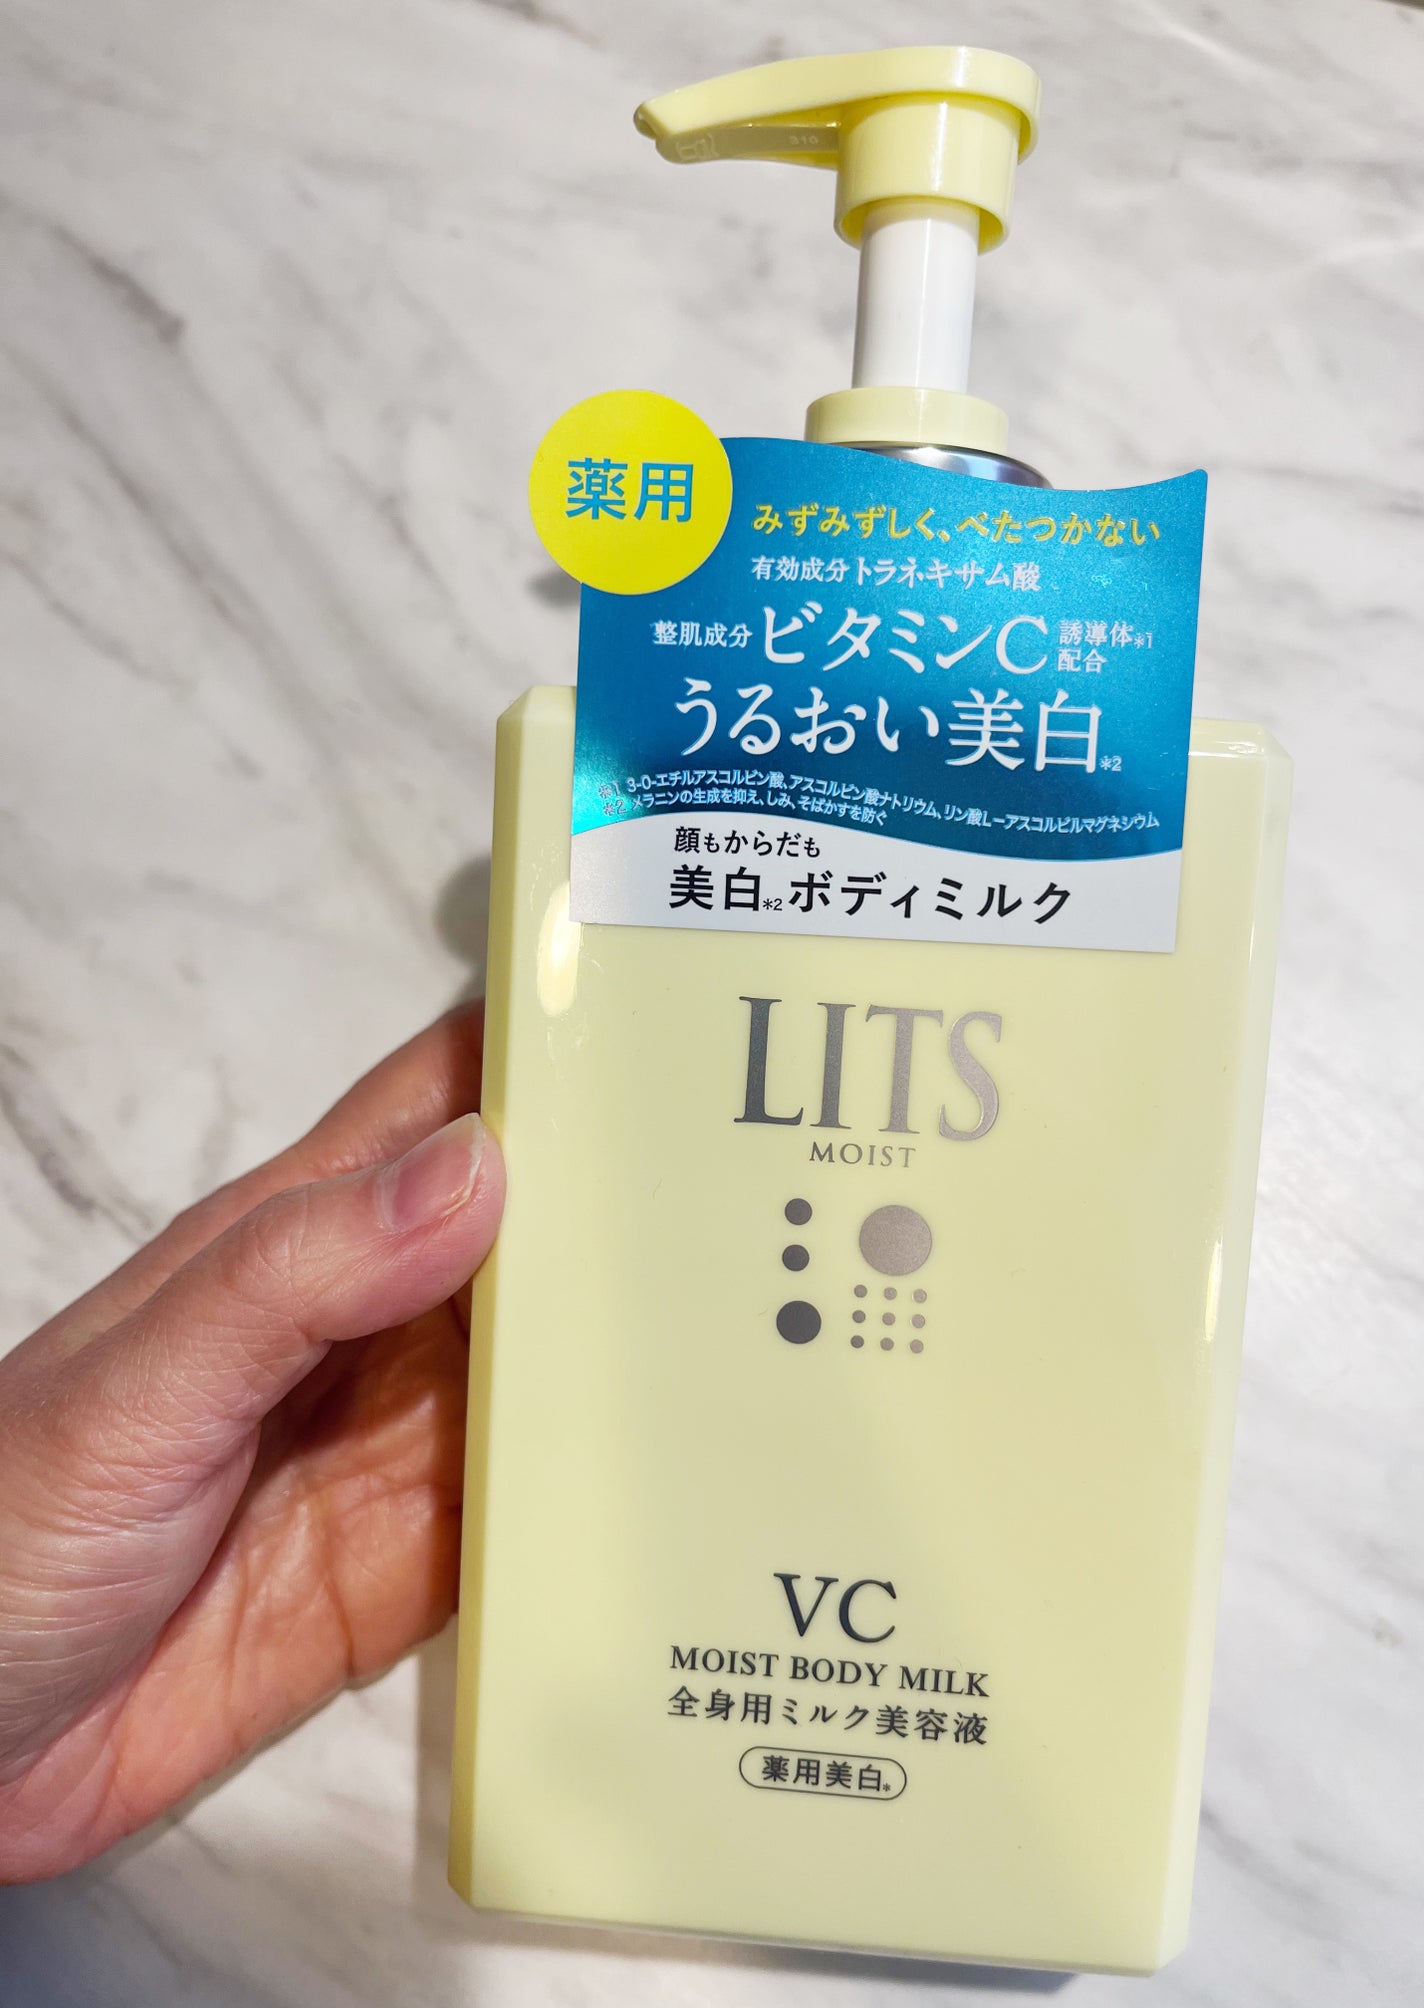 310
薬用
みずみずしく、べたつかない
有効成分トラネキサム酸
整肌成分 ビタミンC 誘導体*1 配合
うるおい美白*2
*1 3-O-エチルアスコルビン酸、アスコルビン酸ナトリウム、リン酸L-アスコルビルマグネシウム
*2 メラニンの生成を抑え、しみ、そばかすを防ぐ
顔もからだも
美白*2ボディミルク
LITS
MOIST
VC
MOIST BODY MILK
全身用ミルク美容液
薬用美白*